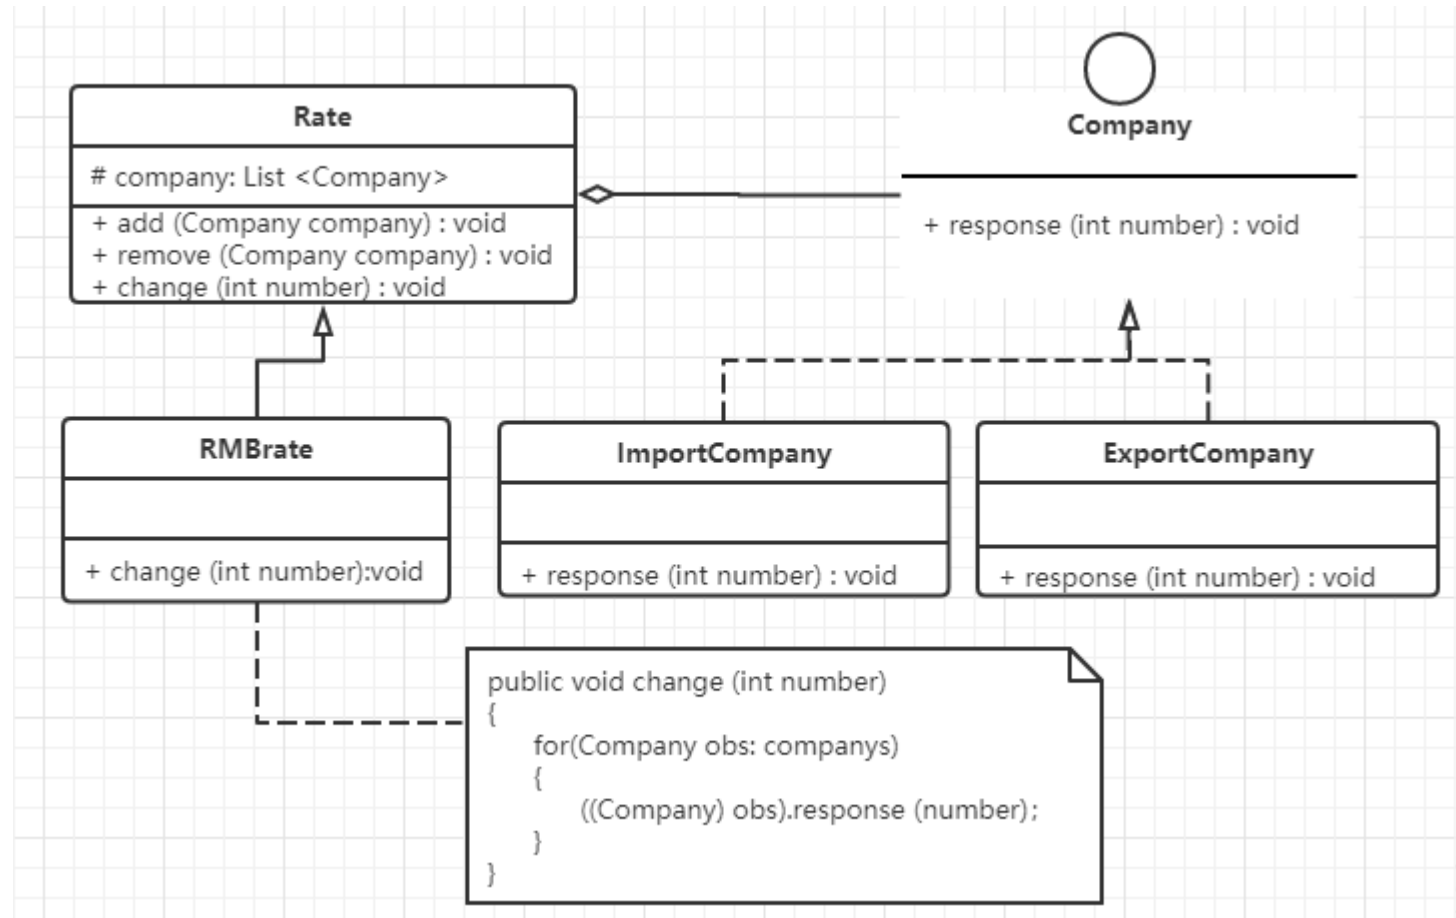 Rate
# company: List <Company>
+ add (Company company) : void
+ remove (Company company) : void
+ change (int number) : void
Company
+ response (int number) : void
RMBrate
+ change (int number):void
ImportCompany
+ response (int number) : void
ExportCompany
+ response (int number) : void
public void change (int number)
{
for(Company obs: companys)
{
((Company) obs).response (number);
}
}